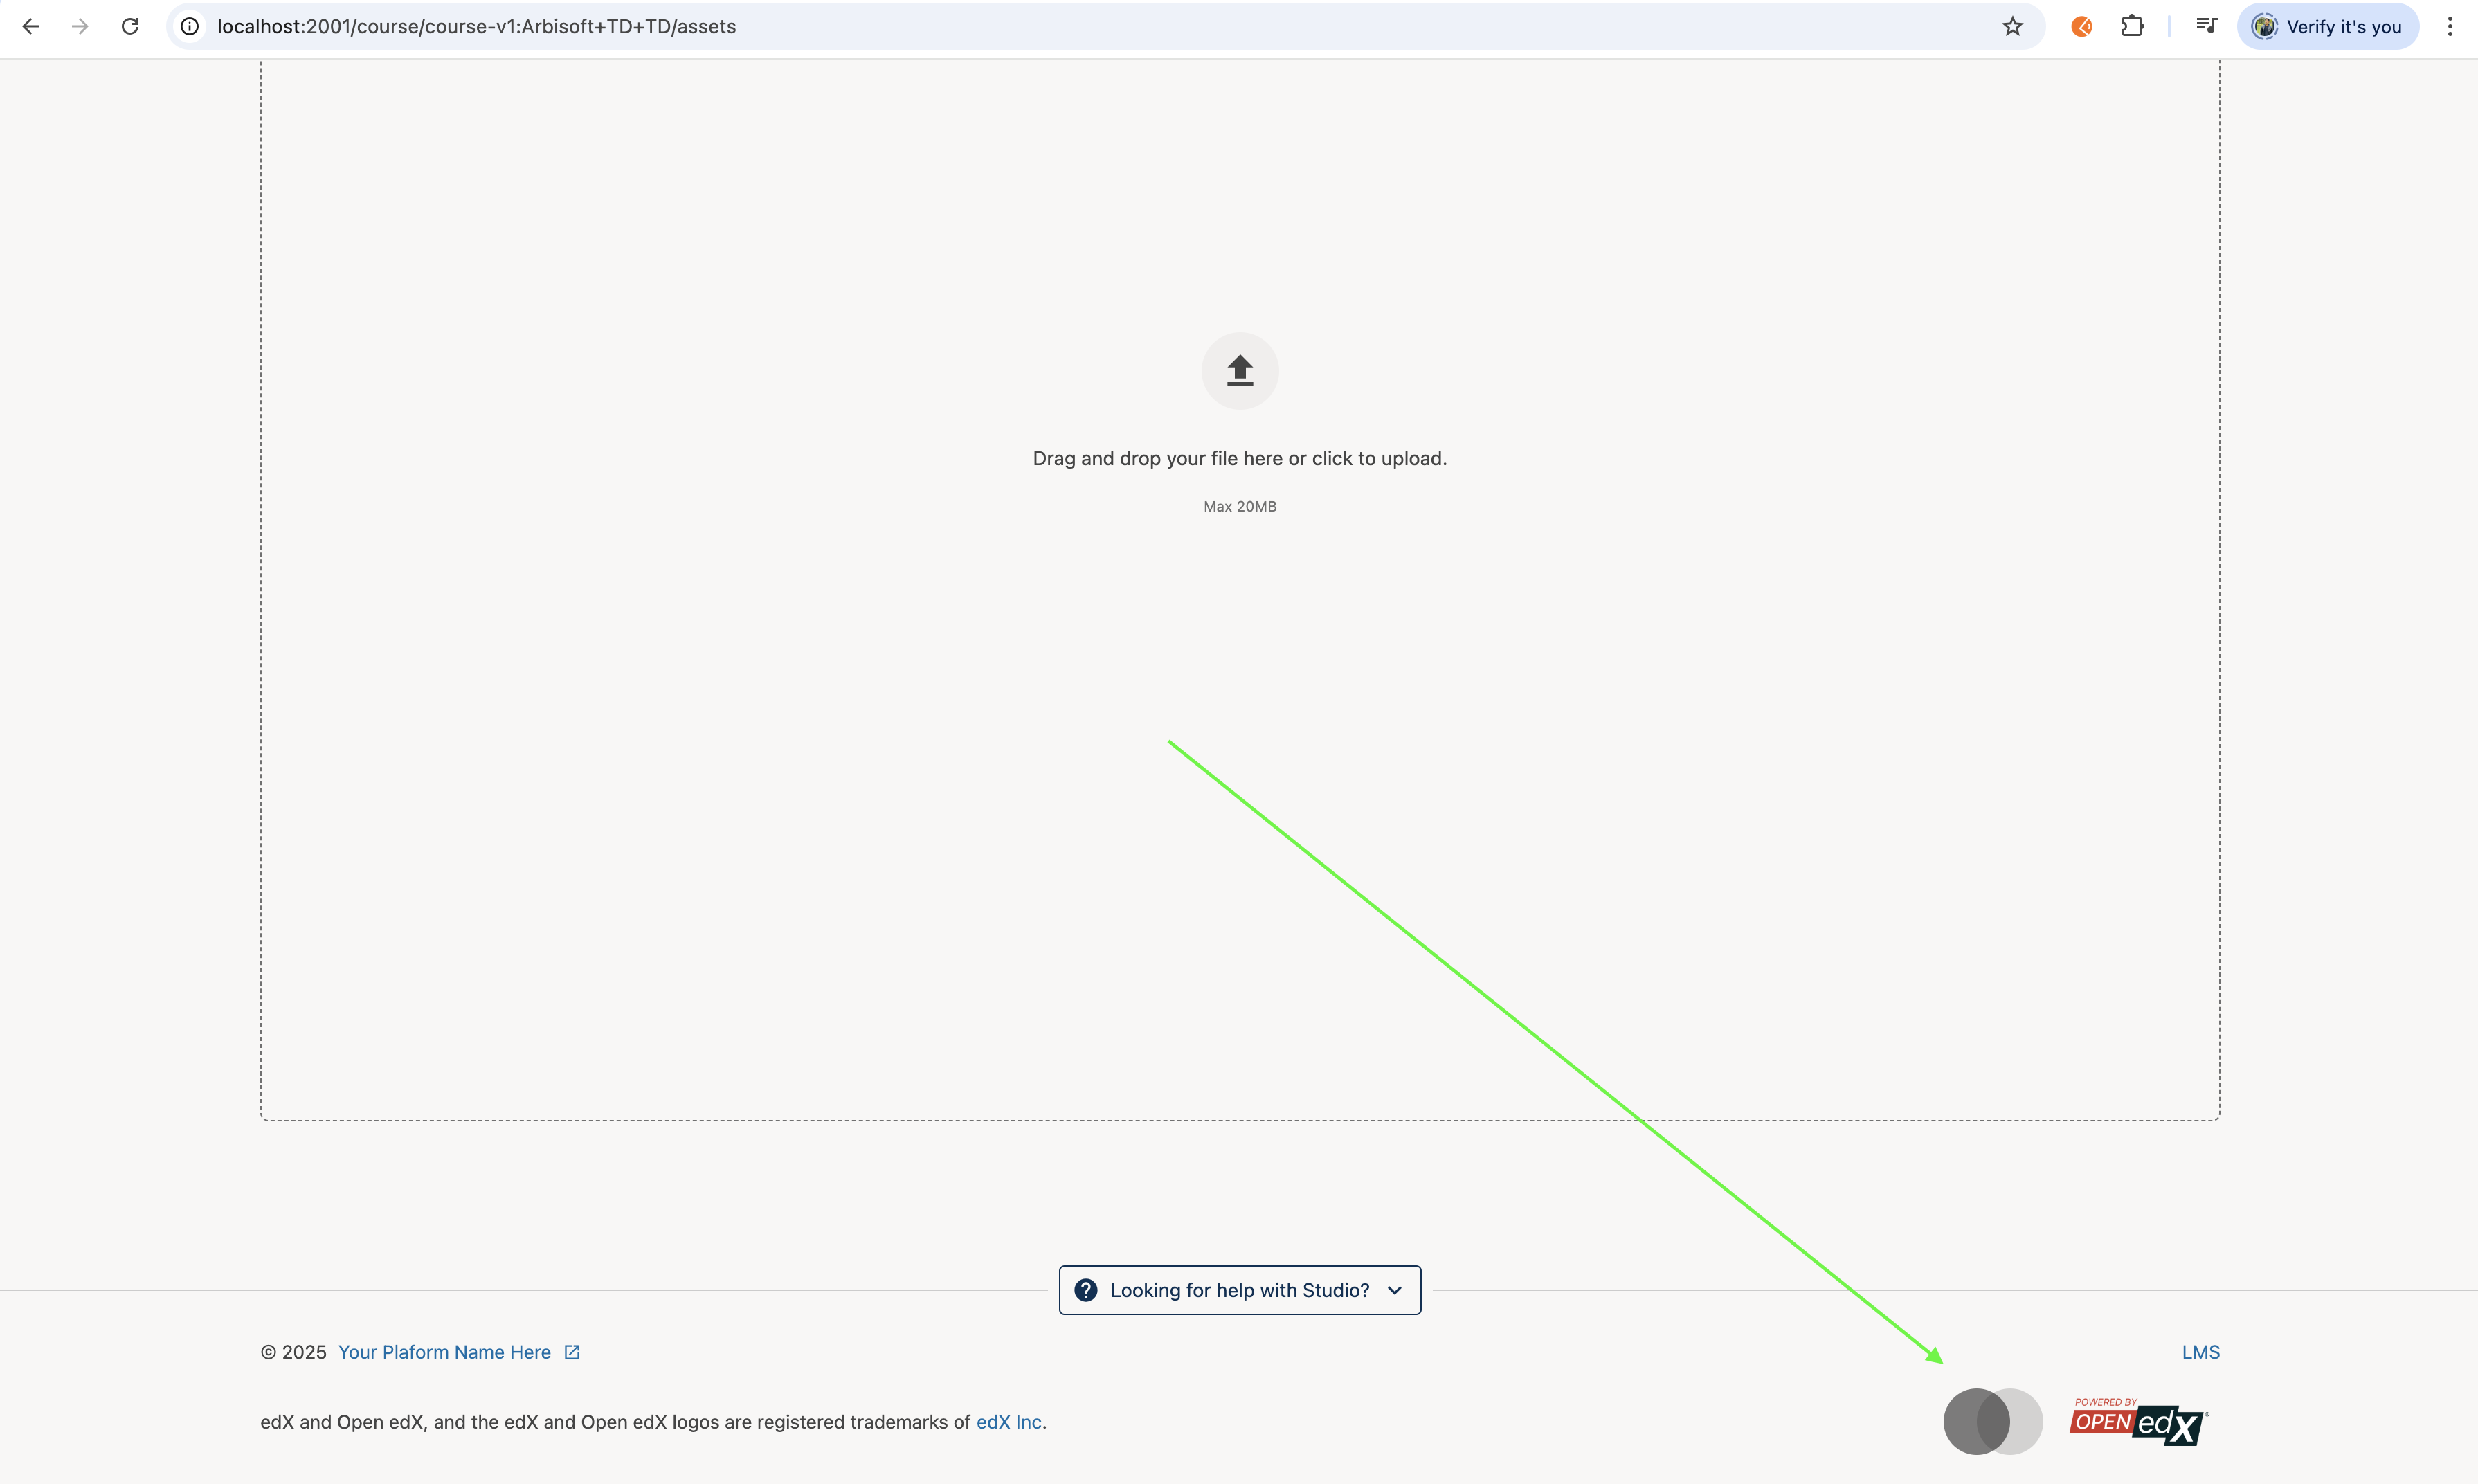 localhost:2001/course/course-v1:Arbisoft+TD+TD/assets
Verify it's you
Drag and drop your file here or click to upload.
Max 20MB
Looking for help with Studio?
© 2025 Your Plaform Name Here
LMS
edX and Open edX, and the edX and Open edX logos are registered trademarks of edX Inc.
POWERED BY
OPEN edX®